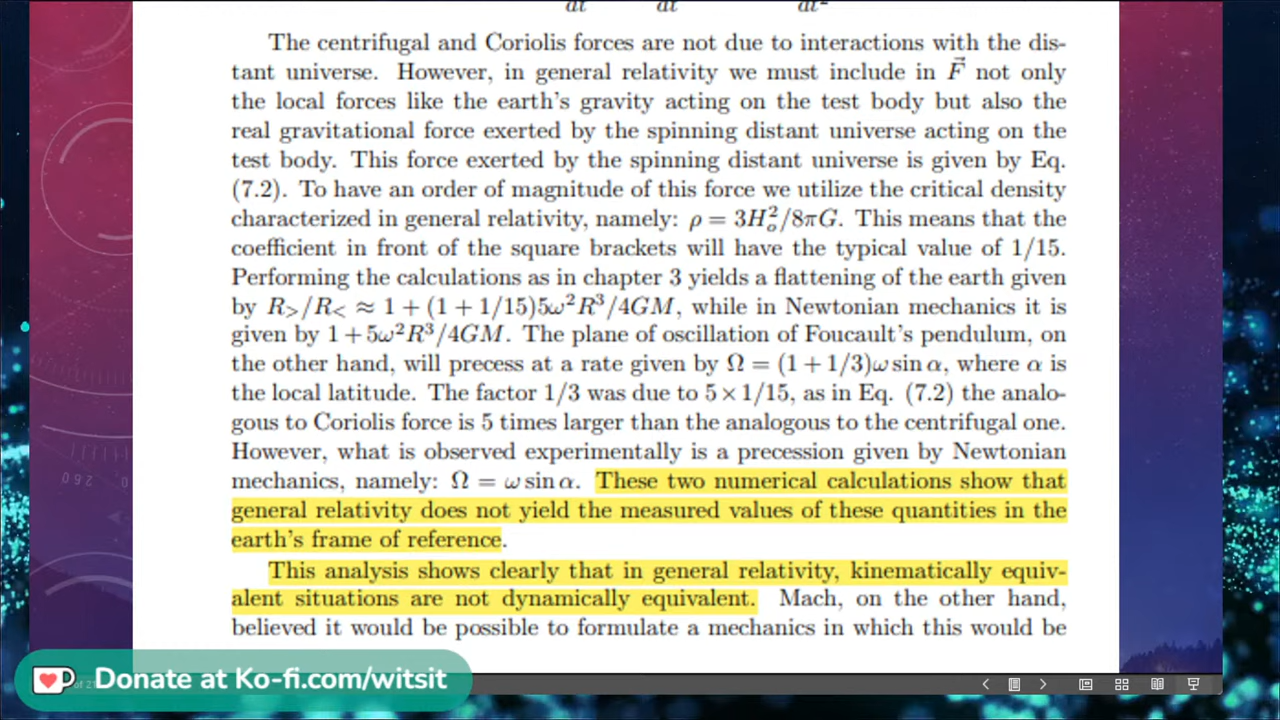 The centrifugal and Coriolis forces are not due to interactions with the dis-
tant universe. However, in general relativity we must include in F⃗ not only
the local forces like the earth's gravity acting on the test body but also the
real gravitational force exerted by the spinning distant universe acting on the
test body. This force exerted by the spinning distant universe is given by Eq.
(7.2). To have an order of magnitude of this force we utilize the critical density
characterized in general relativity, namely: ρ = 3H²ₒ/8πG. This means that the
coefficient in front of the square brackets will have the typical value of 1/15.
Performing the calculations as in chapter 3 yields a flattening of the earth given
by R>/R< ≈ 1 + (1 + 1/15)5ω²R³/4GM, while in Newtonian mechanics it is
given by 1 + 5ω²R³/4GM. The plane of oscillation of Foucault's pendulum, on
the other hand, will precess at a rate given by Ω = (1 + 1/3)ω sin α, where α is
the local latitude. The factor 1/3 was due to 5 × 1/15, as in Eq. (7.2) the analo-
gous to Coriolis force is 5 times larger than the analogous to the centrifugal one.
However, what is observed experimentally is a precession given by Newtonian
mechanics, namely: Ω = ω sin α. These two numerical calculations show that
general relativity does not yield the measured values of these quantities in the
earth's frame of reference.
This analysis shows clearly that in general relativity, kinematically equiv-
alent situations are not dynamically equivalent. Mach, on the other hand,
believed it would be possible to formulate a mechanics in which this would be
Donate at Ko-fi.com/witsit
260